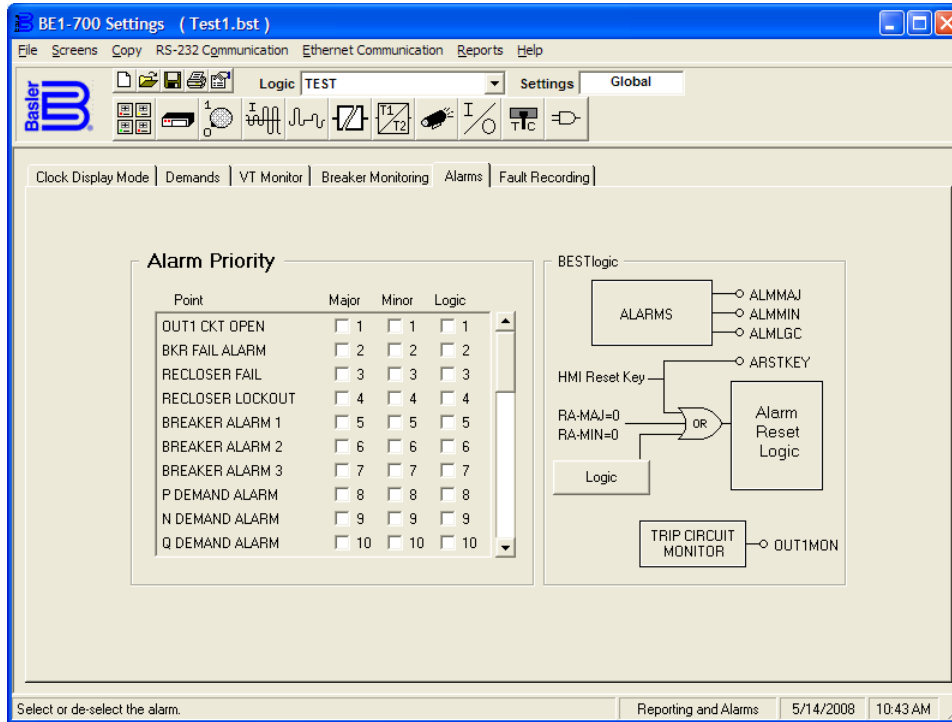 BE1-700 Settings ( Test1.bst )
File Screens Copy RS-232 Communication Ethernet Communication Reports Help
Basler
Logic TEST Settings Global
1 0 I T1 T2 I O T C
Clock Display Mode Demands VT Monitor Breaker Monitoring Alarms Fault Recording
Alarm Priority
Point Major Minor Logic
OUT1 CKT OPEN 1 1 1
BKR FAIL ALARM 2 2 2
RECLOSER FAIL 3 3 3
RECLOSER LOCKOUT 4 4 4
BREAKER ALARM 1 5 5 5
BREAKER ALARM 2 6 6 6
BREAKER ALARM 3 7 7 7
P DEMAND ALARM 8 8 8
N DEMAND ALARM 9 9 9
Q DEMAND ALARM 10 10 10
BESTlogic
ALARMS
ALMMAJ
ALMMIN
ALMLGC
ARSTKEY
HMI Reset Key
RA-MAJ=0
RA-MIN=0
OR
Alarm
Reset
Logic
Logic
TRIP CIRCUIT
MONITOR
OUT1MON
Select or de-select the alarm. Reporting and Alarms 5/14/2008 10:43 AM